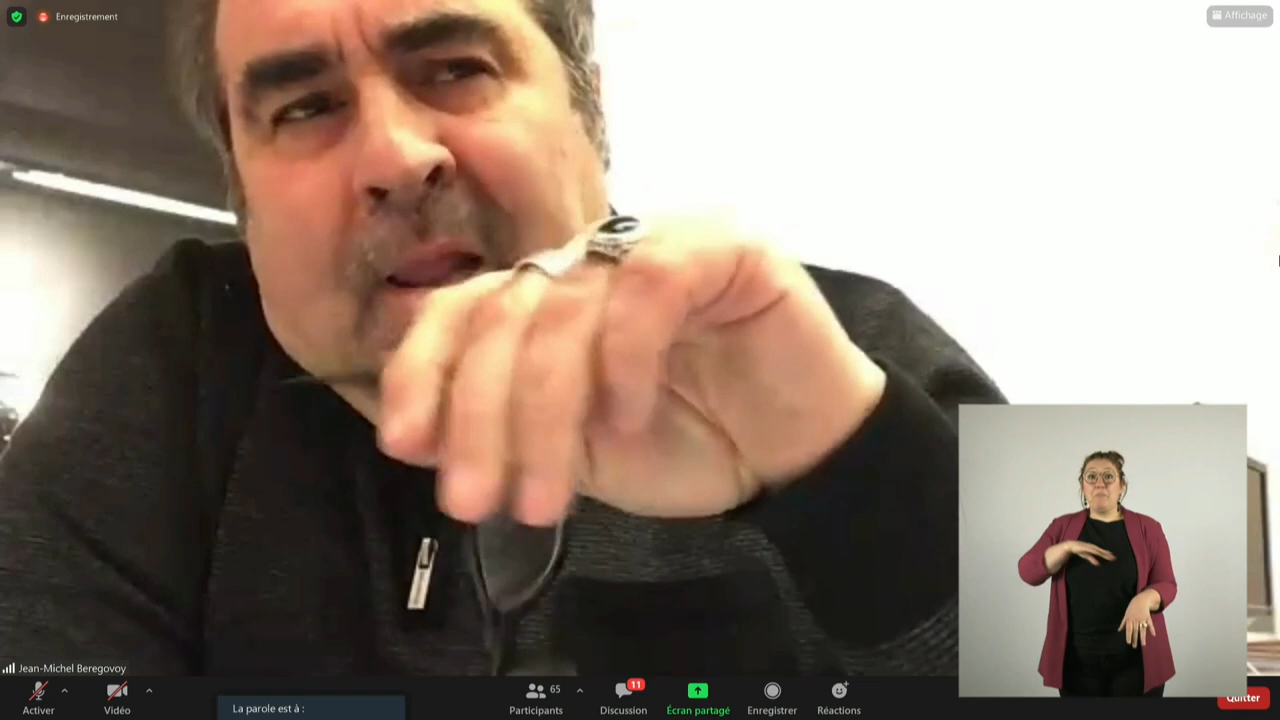 Enregistrement
Affichage
Jean-Michel Beregovoy
Activer
Vidéo
La parole est à :
65
Participants
11
Discussion
Écran partagé
Enregistrer
Réactions
Quitter